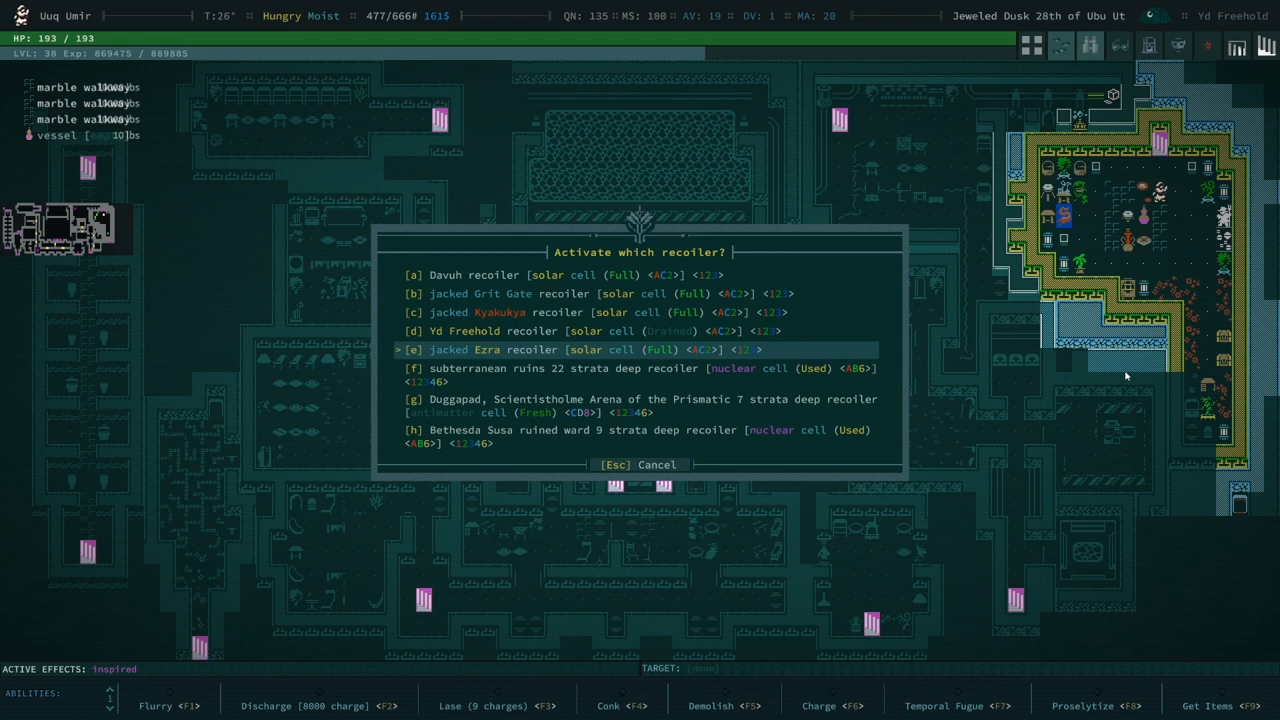 Uuq Umir T:26° Hungry Moist 477/666# 161$ QN: 135 MS: 100 AV: 19 DV: 1 MA: 20 Jeweled Dusk 28th of Ubu Ut Yd Freehold
HP: 193 / 193
LVL: 38 Exp: 869475 / 889885
marble walkway
marble walkway
marble walkway
vessel 10lbs
Activate which recoiler?
[a] Davuh recoiler [solar cell (Full) <AC2>] <123>
[b] jacked Grit Gate recoiler [solar cell (Full) <AC2>] <123>
[c] jacked Kyakukya recoiler [solar cell (Full) <AC2>] <123>
[d] Yd Freehold recoiler [solar cell (Drained) <AC2>] <123>
> [e] jacked Ezra recoiler [solar cell (Full) <AC2>] <123>
[f] subterranean ruins 22 strata deep recoiler [nuclear cell (Used) <AB6>]
<12346>
[g] Duggapad, Scientistholme Arena of the Prismatic 7 strata deep recoiler
[antimatter cell (Fresh) <CD8>] <12346>
[h] Bethesda Susa ruined ward 9 strata deep recoiler [nuclear cell (Used)
<AB6>] <12346>
[Esc] Cancel
ACTIVE EFFECTS: inspired TARGET: [none]
ABILITIES: 1 Flurry <F1> Discharge [8000 charge] <F2> Lase (9 charges) <F3> Conk <F4> Demolish <F5> Charge <F6> Temporal Fugue <F7> Proselytize <F8> Get Items <F9>